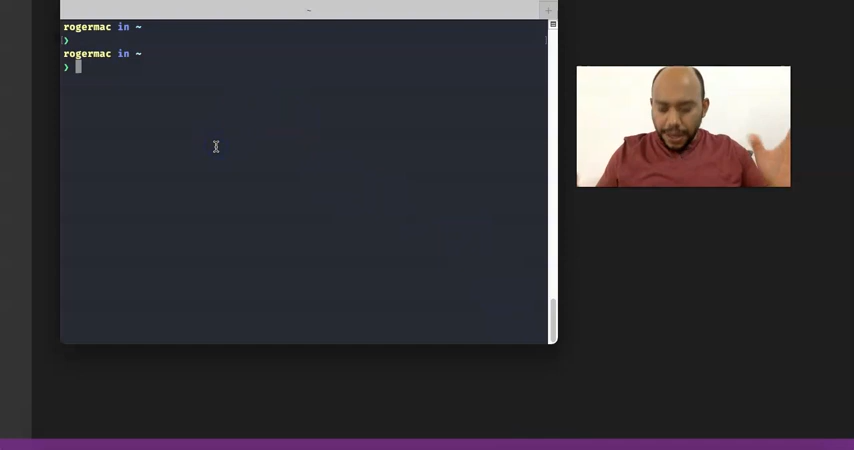 ~
rogermac in ~
❯
rogermac in ~
❯